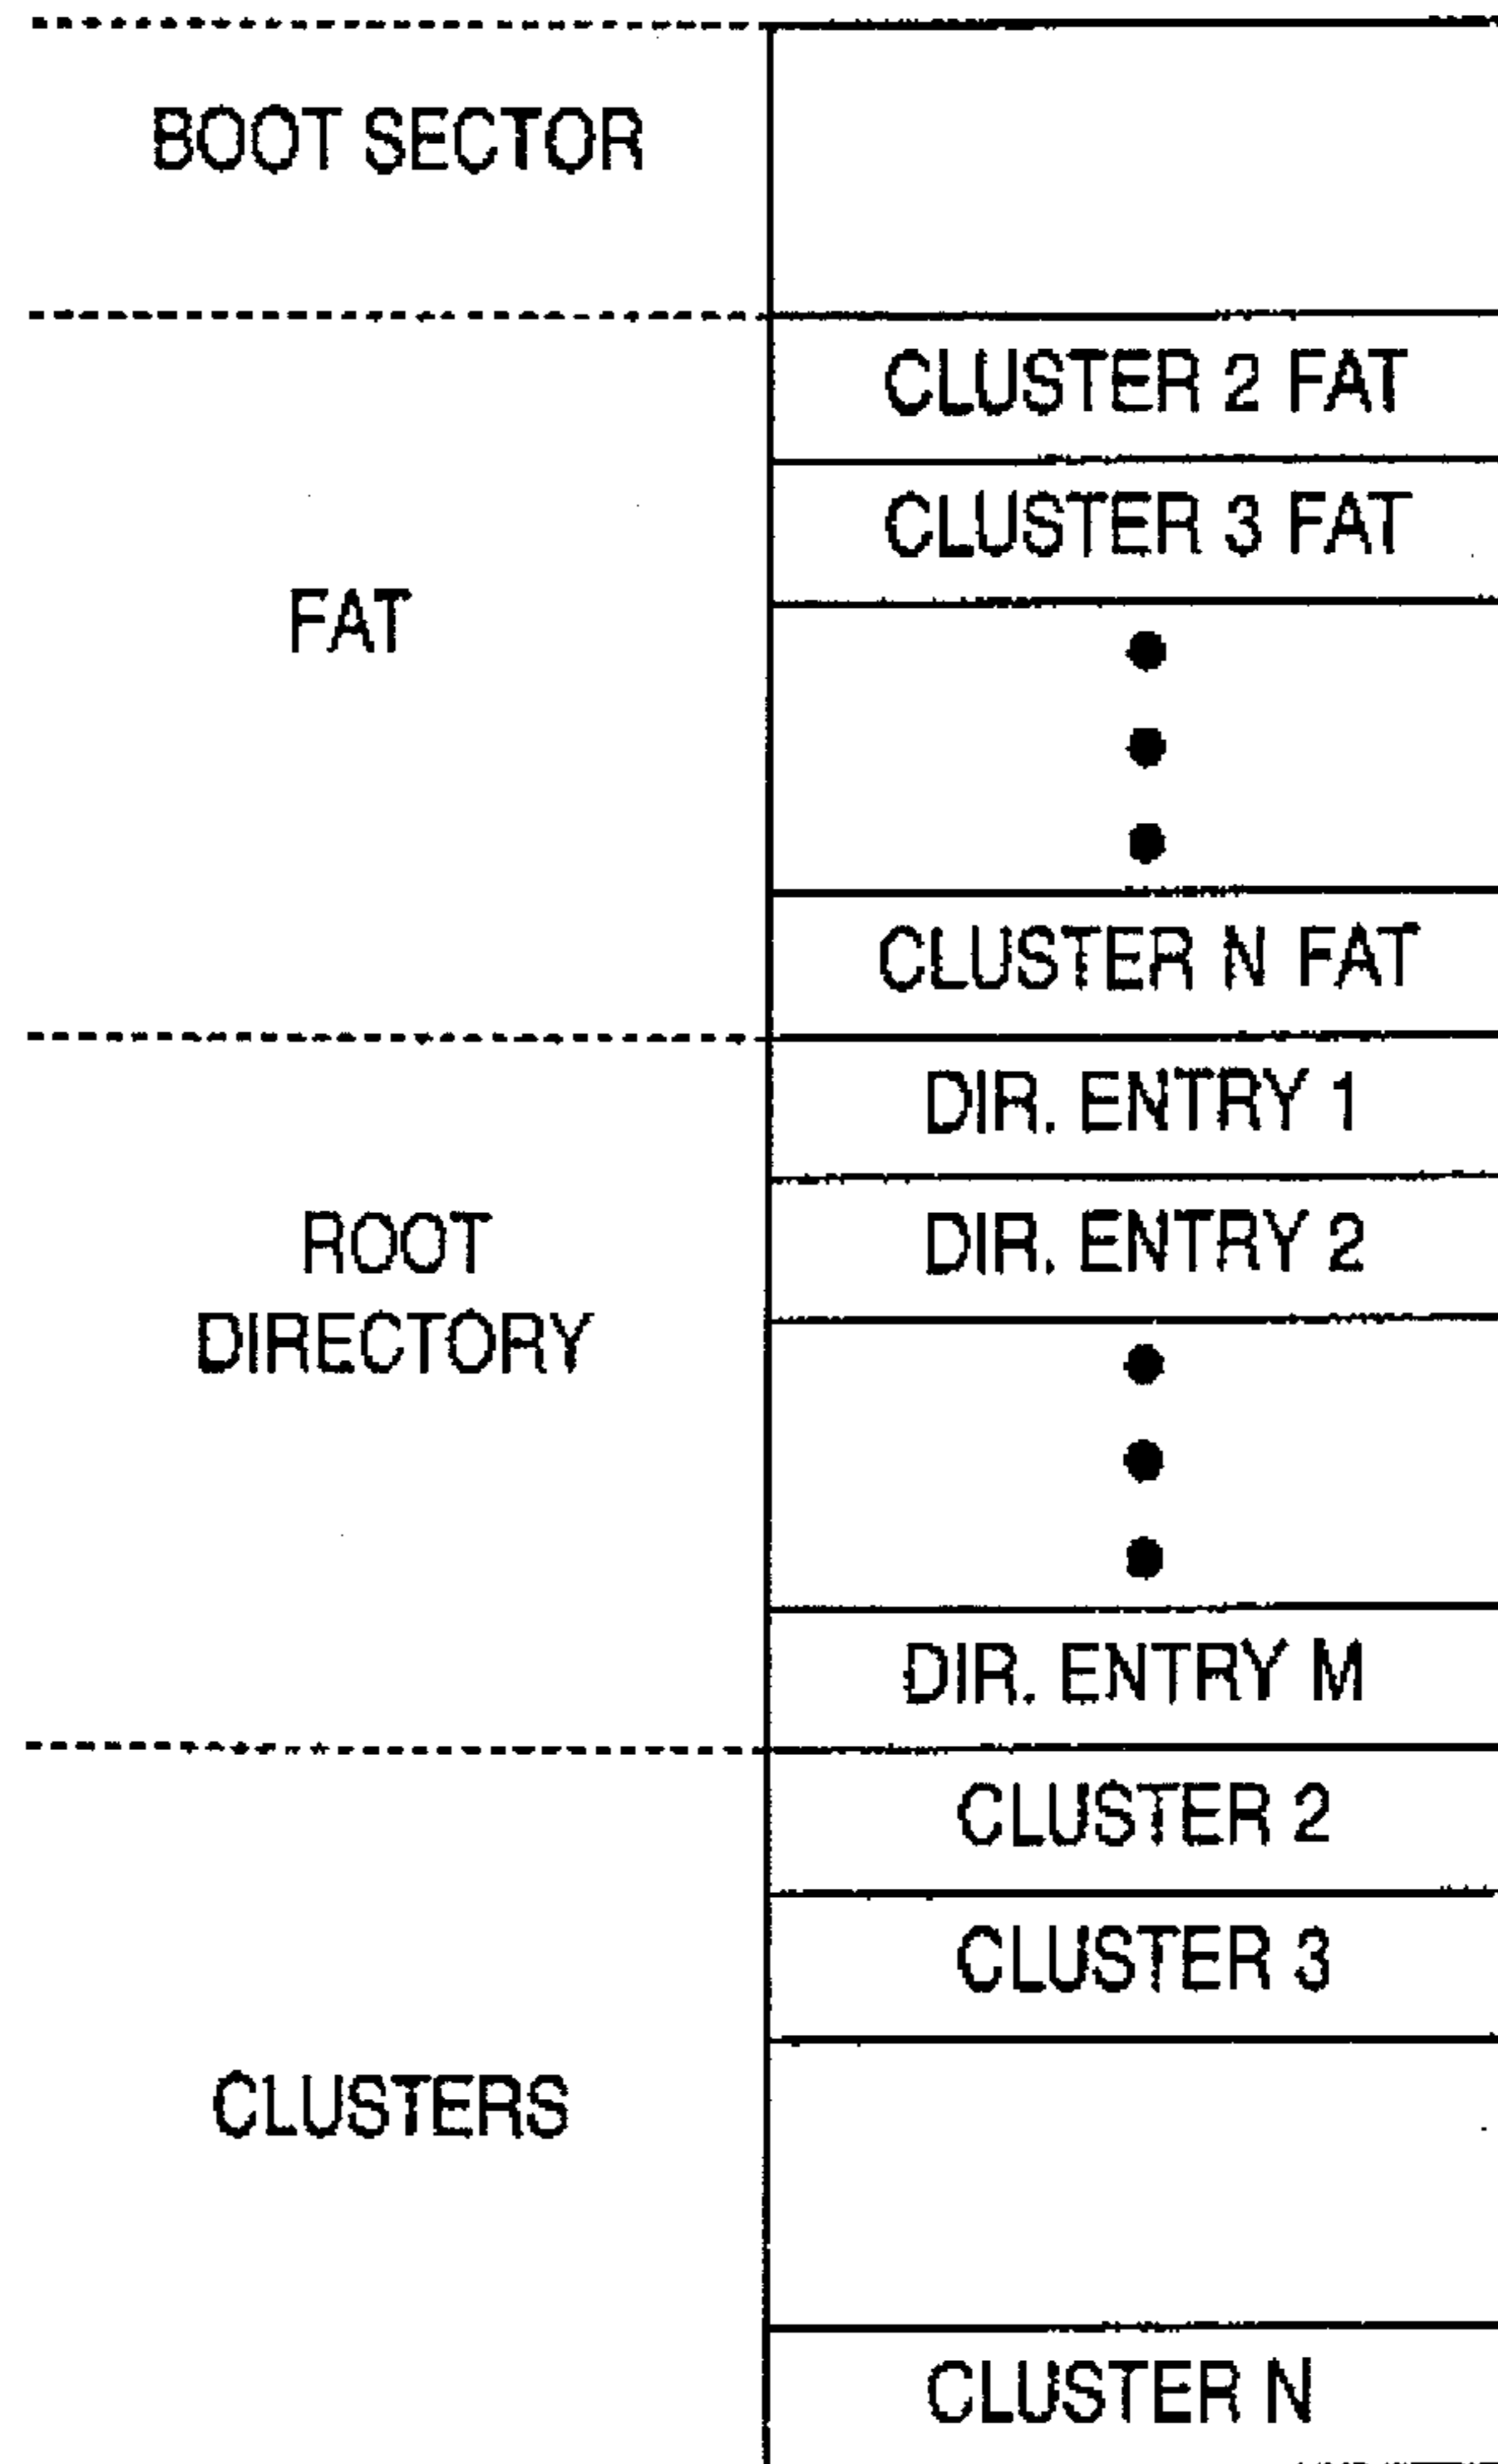 BOOT SECTOR
CLUSTER 2 FAT
CLUSTER 3 FAT
FAT
CLUSTER N FAT
DIR. ENTRY 1
DIR. ENTRY 2
ROOT
DIRECTORY
DIR. ENTRY M
CLUSTER 2
CLUSTER 3
CLUSTERS
CLUSTER N